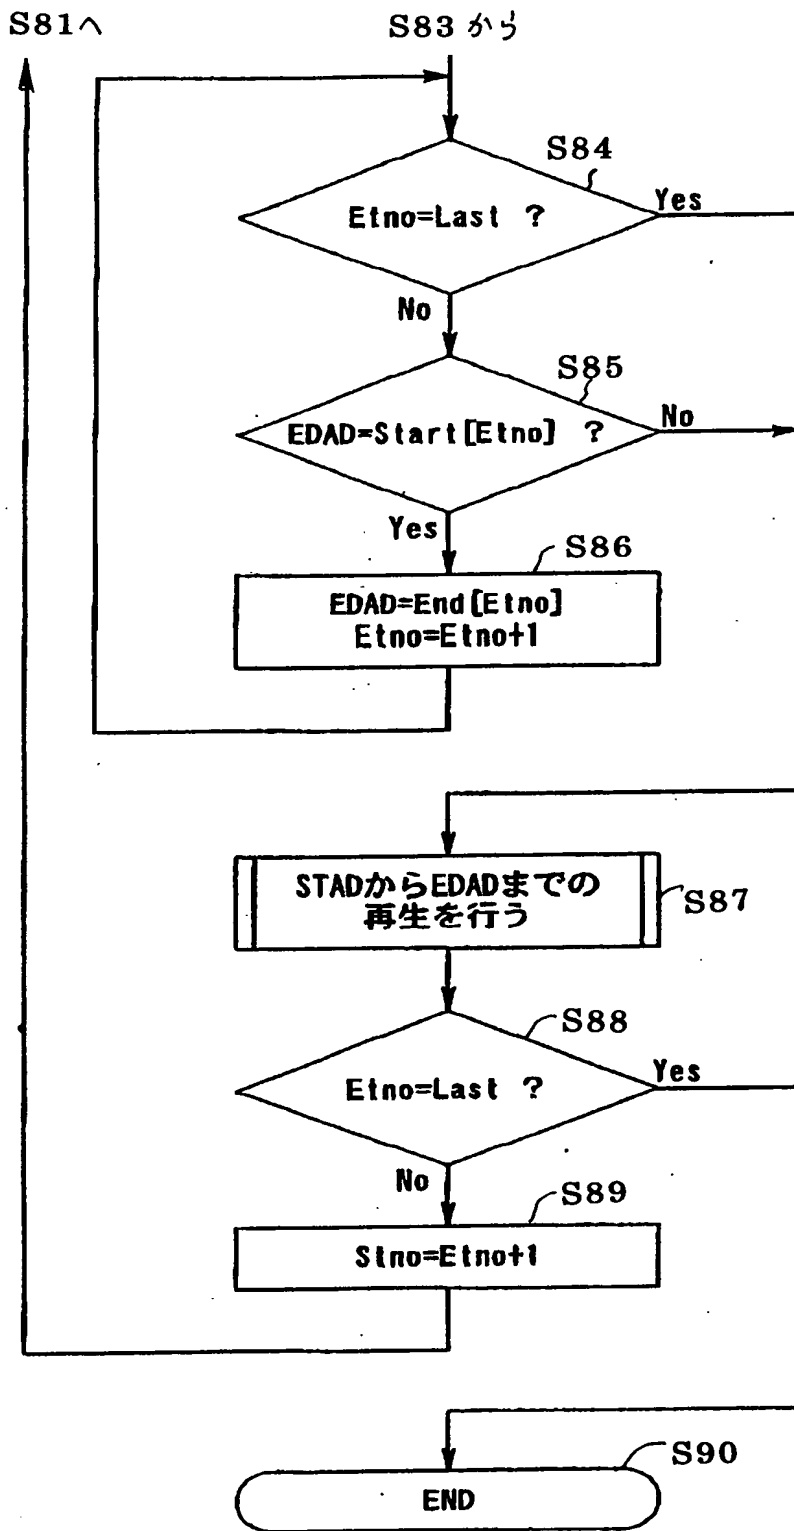 S81へ
S83から
S84
Etno=Last ?
Yes
No
S85
EDAD=Start[Etno] ?
No
Yes
S86
EDAD=End[Etno]
Etno=Etno+1
STADからEDADまでの
再生を行う
S87
S88
Etno=Last ?
Yes
No
S89
Stno=Etno+1
S90
END